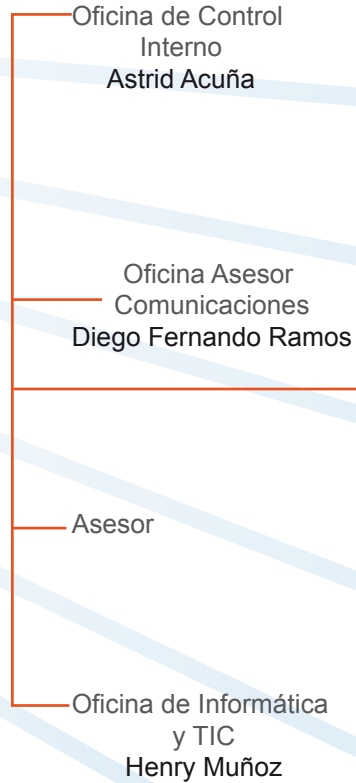 Oficina de Control
Interno
Astrid Acuña
Oficina Asesor
Comunicaciones
Diego Fernando Ramos
Asesor
Oficina de Informática
y TIC
Henry Muñoz